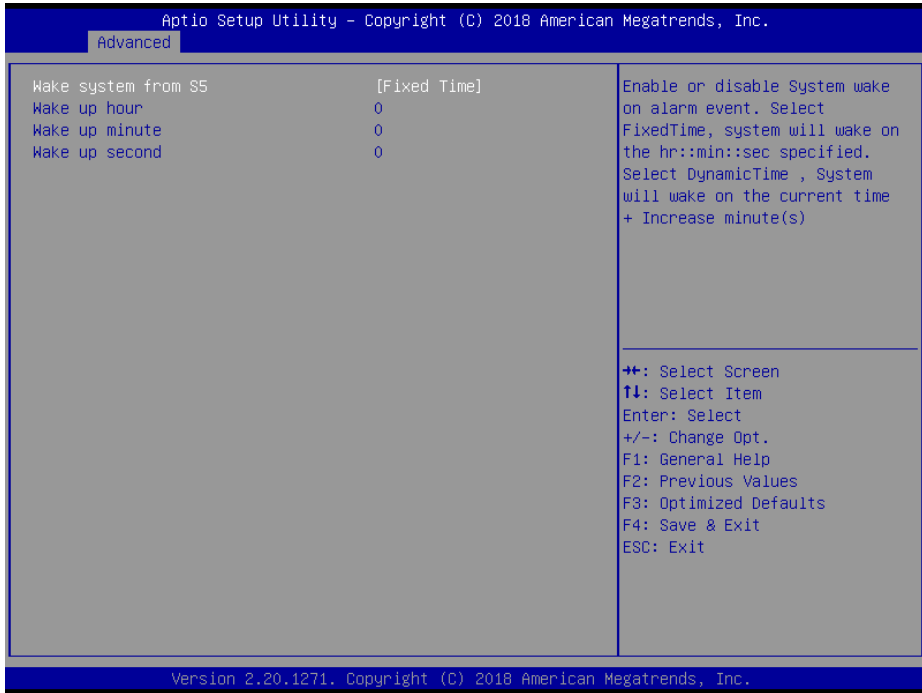 Aptio Setup Utility – Copyright (C) 2018 American Megatrends, Inc.
Advanced
Wake system from S5 [Fixed Time]
Wake up hour 0
Wake up minute 0
Wake up second 0
Enable or disable System wake
on alarm event. Select
FixedTime, system will wake on
the hr::min::sec specified.
Select DynamicTime , System
will wake on the current time
+ Increase minute(s)
→←: Select Screen
↑↓: Select Item
Enter: Select
+/-: Change Opt.
F1: General Help
F2: Previous Values
F3: Optimized Defaults
F4: Save & Exit
ESC: Exit
Version 2.20.1271. Copyright (C) 2018 American Megatrends, Inc.